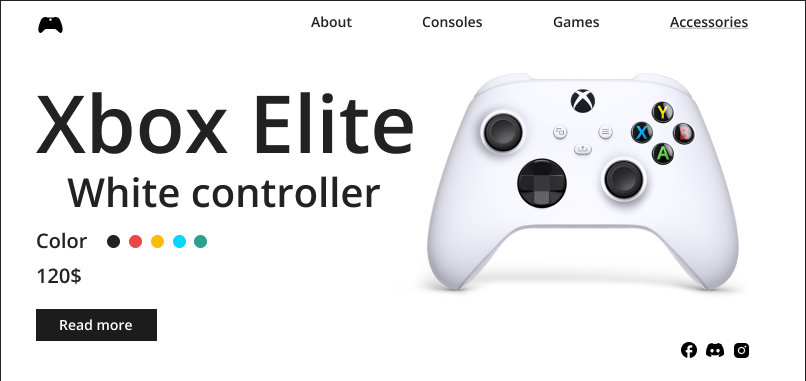 About Consoles Games Accessories
Xbox Elite
White controller
Color
120$
Read more
Y
X B
A